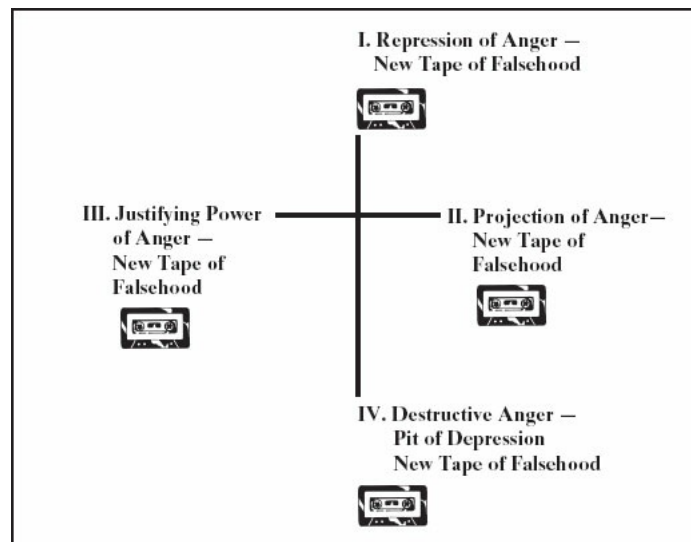 I. Repression of Anger —
New Tape of Falsehood
III. Justifying Power
of Anger —
New Tape of
Falsehood
II. Projection of Anger—
New Tape of
Falsehood
IV. Destructive Anger —
Pit of Depression
New Tape of Falsehood